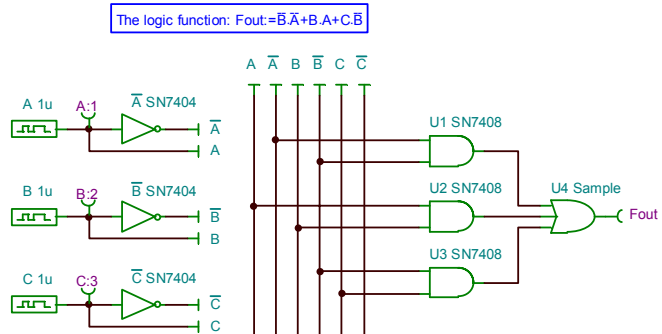 The logic function: Fout:=B̅.A̅+B.A+C.B̅
A A̅ B B̅ C C̅
A 1u A:1 A̅ SN7404
A̅
A
B 1u B:2 B̅ SN7404
B̅
B
C 1u C:3 C̅ SN7404
C̅
C
U1 SN7408
U2 SN7408
U3 SN7408
U4 Sample
Fout